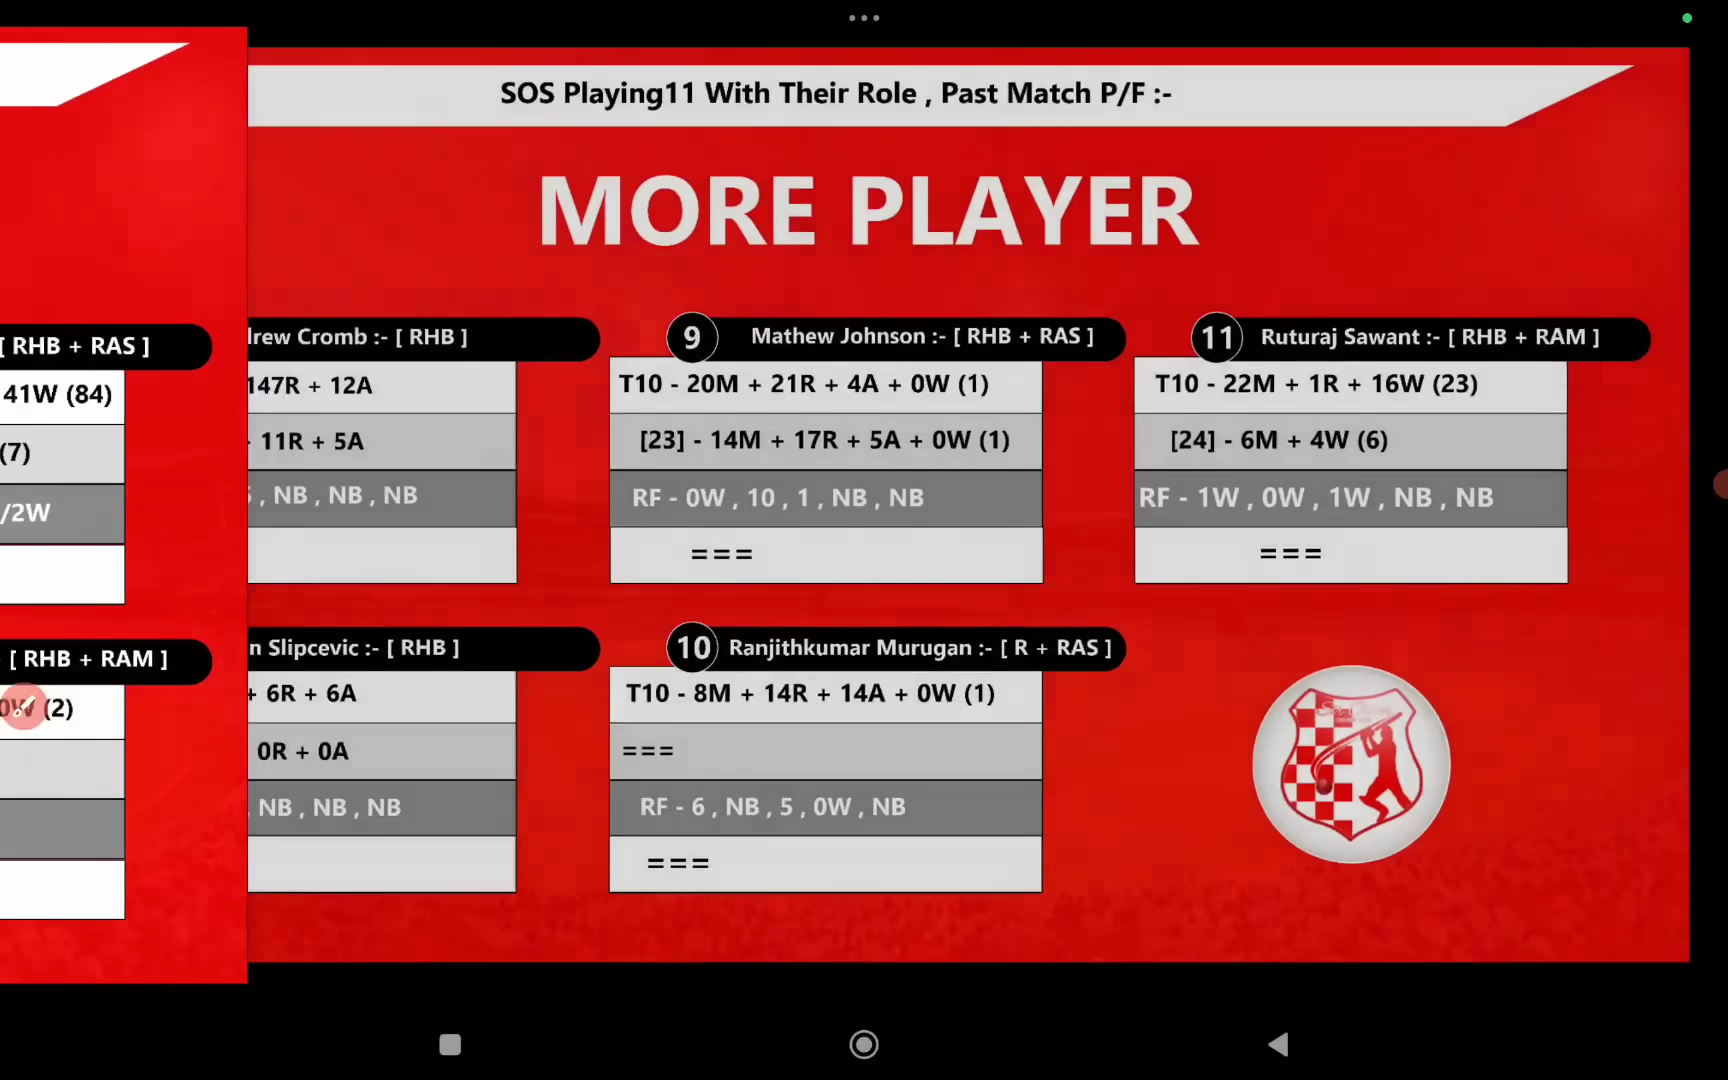 SOS Playing11 With Their Role , Past Match P/F :-
MORE PLAYER
[ RHB + RAS ]
41W (84)
(7)
/2W
[ RHB + RAM ]
(2)
Cromb :- [ RHB ]
147R + 12A
11R + 5A
, NB , NB , NB
Slipcevic :- [ RHB ]
+ 6R + 6A
0R + 0A
NB , NB , NB
9 Mathew Johnson :- [ RHB + RAS ]
T10 - 20M + 21R + 4A + 0W (1)
[23] - 14M + 17R + 5A + 0W (1)
RF - 0W , 10 , 1 , NB , NB
===
10 Ranjithkumar Murugan :- [ R + RAS ]
T10 - 8M + 14R + 14A + 0W (1)
===
RF - 6 , NB , 5 , 0W , NB
===
11 Ruturaj Sawant :- [ RHB + RAM ]
T10 - 22M + 1R + 16W (23)
[24] - 6M + 4W (6)
RF - 1W , 0W , 1W , NB , NB
===